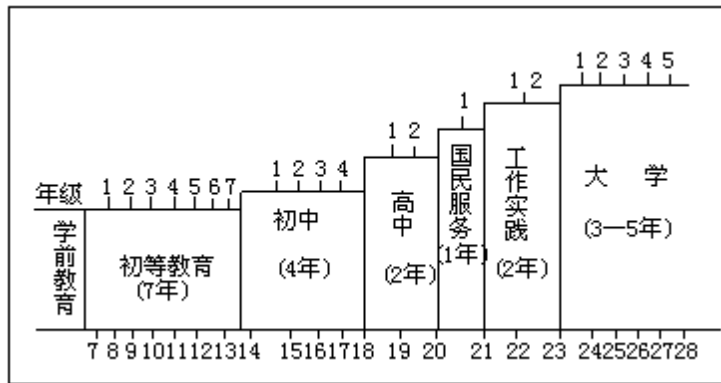 1 2 3 4 5
1 2
1
1 2
1 2 3 4
年级 1 2 3 4 5 6 7
学前教育
初等教育
(7年)
初中
(4年)
高中
(2年)
国民服务
(1年)
工作实践
(2年)
大 学
(3—5年)
7 8 9 10 11 12 13 14 15 16 17 18 19 20 21 22 23 24 25 26 27 28